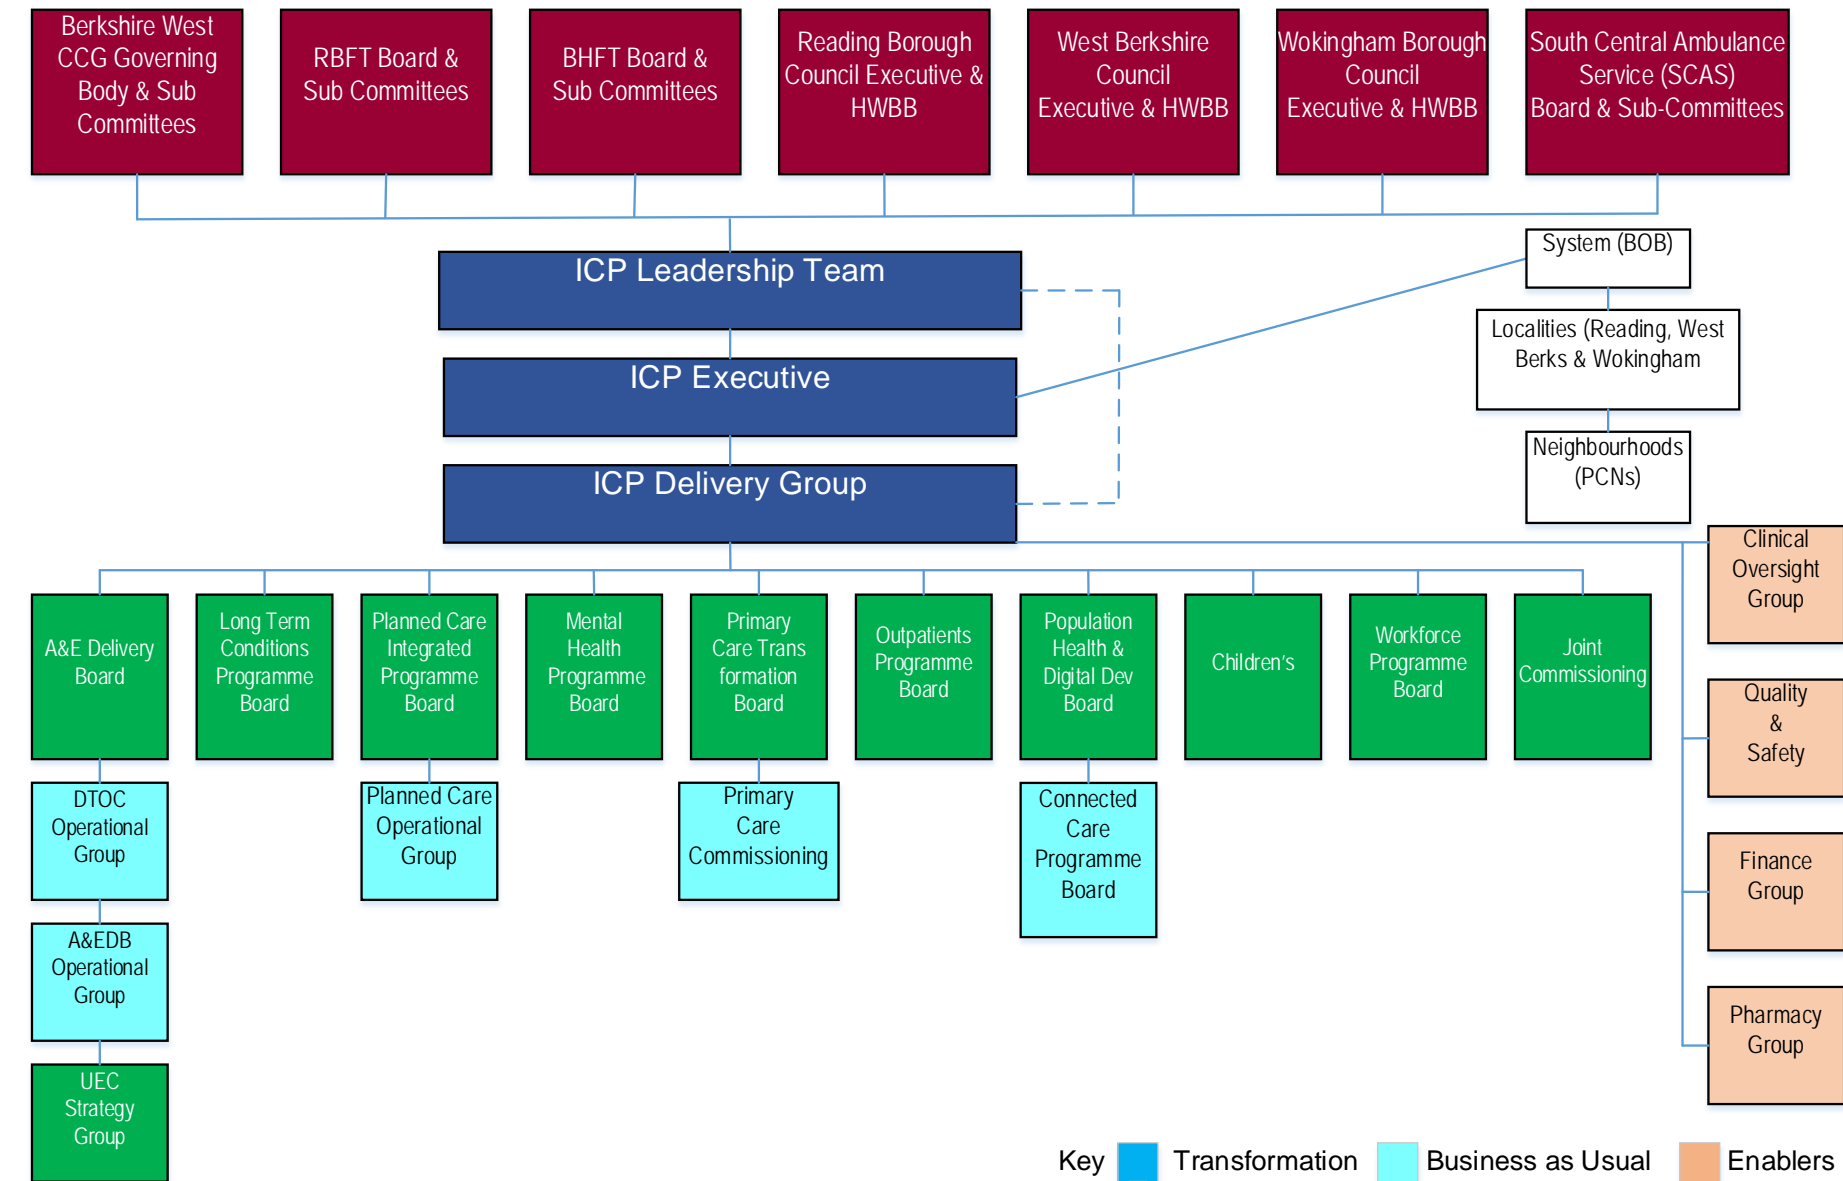 Berkshire West
CCG Governing
Body & Sub
Committees
RBFT Board &
Sub Committees
BHFT Board &
Sub Committees
Reading Borough
Council Executive &
HWBB
West Berkshire
Council
Executive & HWBB
Wokingham Borough
Council
Executive & HWBB
South Central Ambulance
Service (SCAS)
Board & Sub-Committees
ICP Leadership Team
ICP Executive
ICP Delivery Group
System (BOB)
Localities (Reading, West
Berks & Wokingham
Neighbourhoods
(PCNs)
Clinical
Oversight
Group
Quality
&
Safety
Finance
Group
Pharmacy
Group
A&E Delivery
Board
Long Term
Conditions
Programme
Board
Planned Care
Integrated
Programme
Board
Mental
Health
Programme
Board
Primary
Care Trans
formation
Board
Outpatients
Programme
Board
Population
Health &
Digital Dev
Board
Children's
Workforce
Programme
Board
Joint
Commissioning
DTOC
Operational
Group
Planned Care
Operational
Group
Primary
Care
Commissioning
Connected
Care
Programme
Board
A&EDB
Operational
Group
UEC
Strategy
Group
Key Transformation Business as Usual Enablers